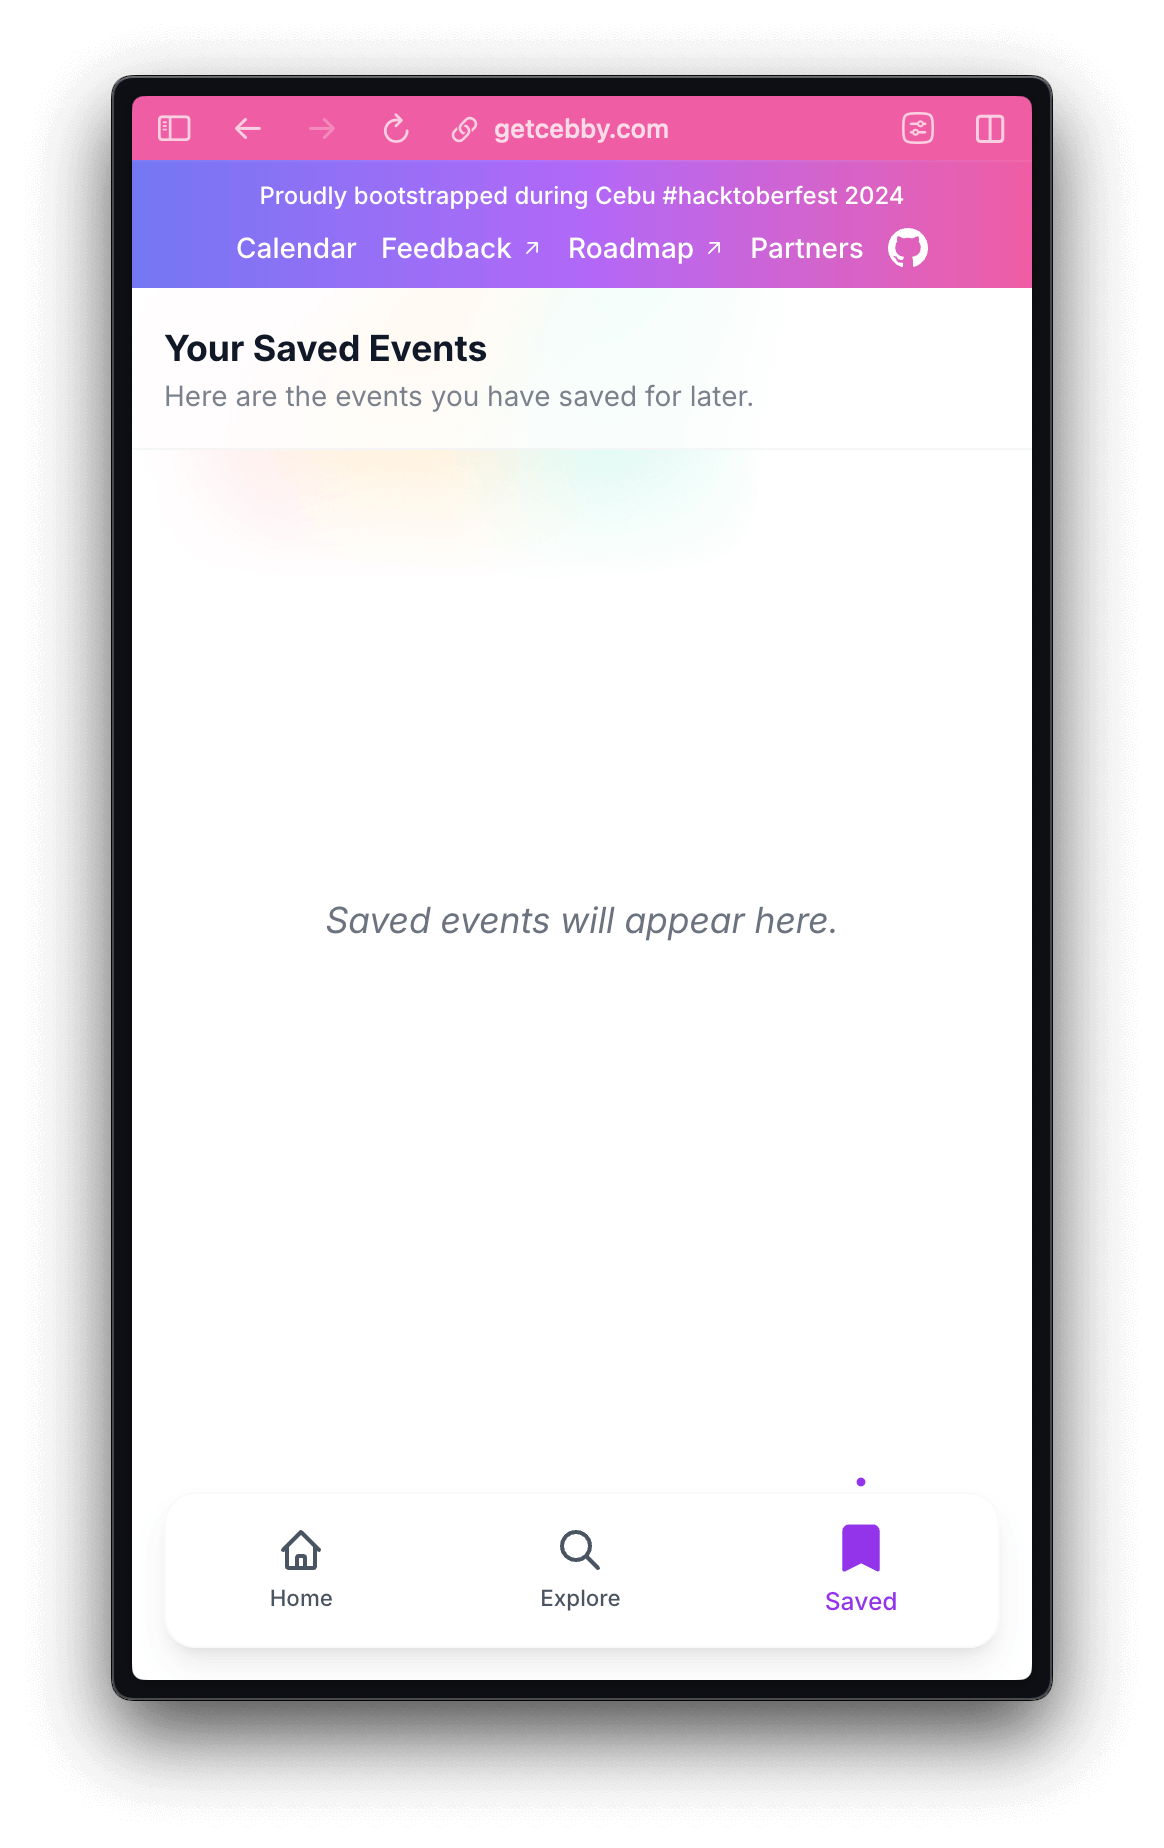 getcebby.com
Proudly bootstrapped during Cebu #hacktoberfest 2024
Calendar Feedback ↗ Roadmap ↗ Partners
Your Saved Events
Here are the events you have saved for later.
Saved events will appear here.
Home Explore Saved